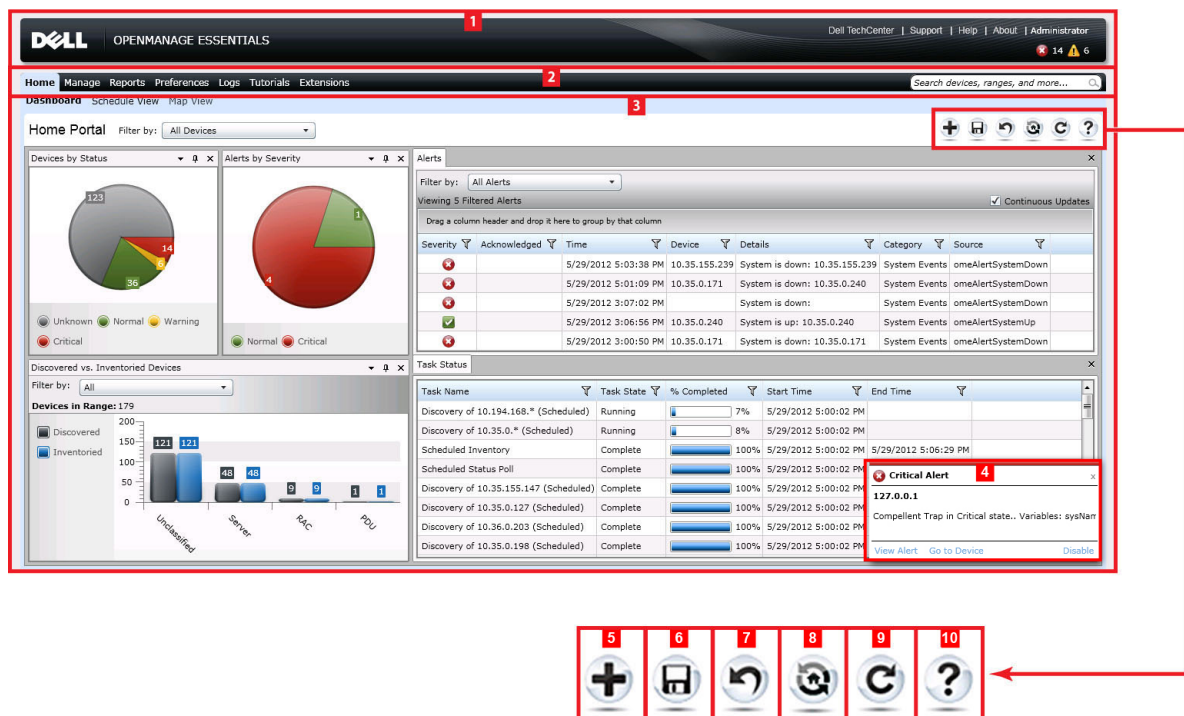 1
DELL OPENMANAGE ESSENTIALS
Dell TechCenter | Support | Help | About | Administrator
14 6
Home Manage Reports Preferences Logs Tutorials Extensions
2
Search devices, ranges, and more...
Dashboard Schedule View Map View
3
Home Portal Filter by: All Devices
Devices by Status
123
14
6
36
Unknown Normal Warning
Critical
Alerts by Severity
1
4
Normal Critical
Alerts
Filter by: All Alerts
Viewing 5 Filtered Alerts
Continuous Updates
Drag a column header and drop it here to group by that column
Severity Acknowledged Time Device Details Category Source
5/29/2012 5:03:38 PM 10.35.155.239 System is down: 10.35.155.239 System Events omeAlertSystemDown
5/29/2012 5:01:09 PM 10.35.0.171 System is down: 10.35.0.240 System Events omeAlertSystemDown
5/29/2012 3:07:02 PM System is down: System Events omeAlertSystemDown
5/29/2012 3:06:56 PM 10.35.0.240 System is up: 10.35.0.240 System Events omeAlertSystemUp
5/29/2012 3:00:50 PM 10.35.0.171 System is down: 10.35.0.171 System Events omeAlertSystemDown
Discovered vs. Inventoried Devices
Filter by: All
Devices in Range: 179
Discovered
Inventoried
200
150
100
50
0
121 121
48 48
9 9
1 1
Unclassified
Server
RAC
PDU
Task Status
Task Name Task State % Completed Start Time End Time
Discovery of 10.194.168.* (Scheduled) Running 7% 5/29/2012 5:00:02 PM
Discovery of 10.35.0.* (Scheduled) Running 8% 5/29/2012 5:00:02 PM
Scheduled Inventory Complete 100% 5/29/2012 5:00:02 PM 5/29/2012 5:06:29 PM
Scheduled Status Poll Complete 100% 5/29/2012 5:00:02 PM
Discovery of 10.35.155.147 (Scheduled) Complete 100% 5/29/2012 5:00:02 PM
Discovery of 10.35.0.127 (Scheduled) Complete 100% 5/29/2012 5:00:02 PM
Discovery of 10.36.0.203 (Scheduled) Complete 100% 5/29/2012 5:00:02 PM
Discovery of 10.35.0.198 (Scheduled) Complete 100% 5/29/2012 5:00:02 PM
Critical Alert
4
x
127.0.0.1
Compellent Trap in Critical state.. Variables: sysNam
View Alert Go to Device Disable
5 6 7 8 9 10